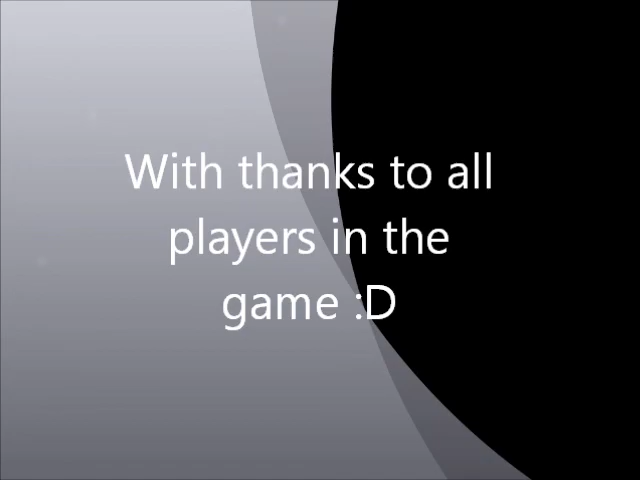 With thanks to all
players in the
game :D